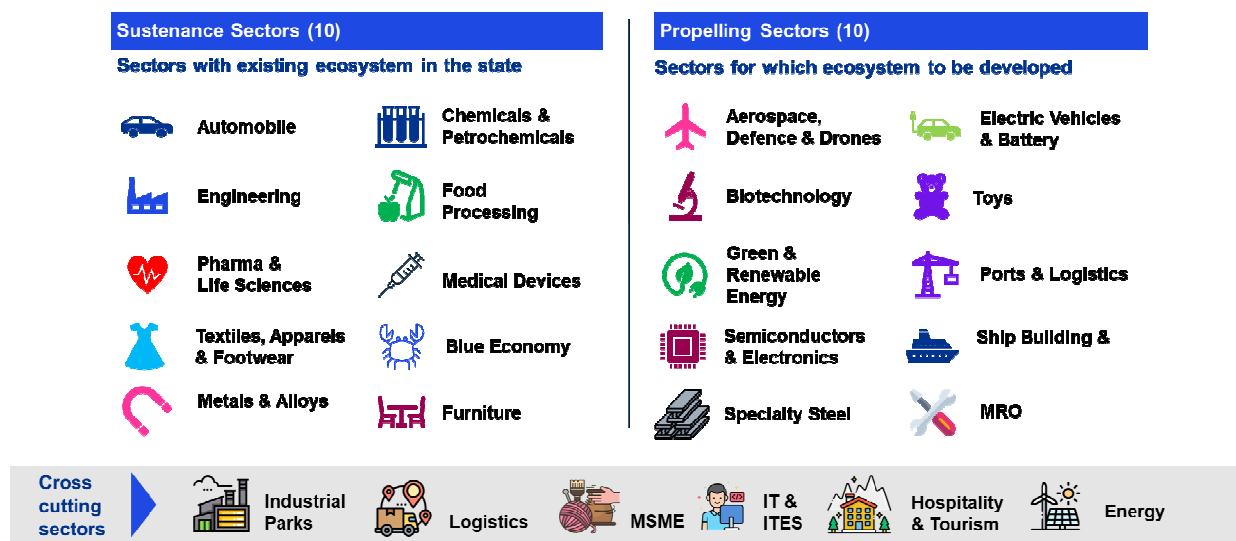 Sustenance Sectors (10)
Sectors with existing ecosystem in the state
Automobile
Chemicals &
Petrochemicals
Engineering
Food
Processing
Pharma &
Life Sciences
Medical Devices
Textiles, Apparels
& Footwear
Blue Economy
Metals & Alloys
Furniture
Propelling Sectors (10)
Sectors for which ecosystem to be developed
Aerospace,
Defence & Drones
Electric Vehicles
& Battery
Biotechnology
Toys
Green &
Renewable
Energy
Ports & Logistics
Semiconductors
& Electronics
Ship Building &
Specialty Steel
MRO
Cross
cutting
sectors
Industrial
Parks
Logistics
MSME
IT &
ITES
Hospitality
& Tourism
Energy